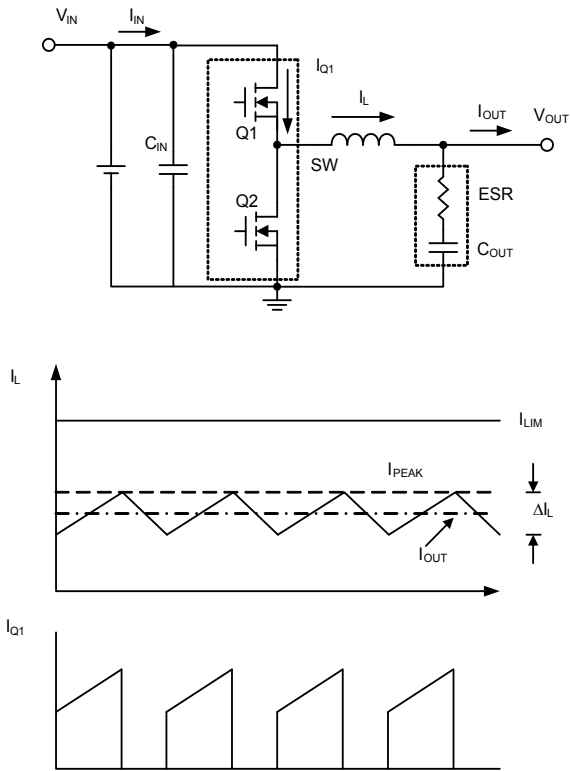 V_IN
I_IN
I_Q1
Q1
C_IN
I_L
I_OUT
V_OUT
SW
Q2
ESR
C_OUT
I_L
I_LIM
I_PEAK
ΔI_L
I_OUT
I_Q1